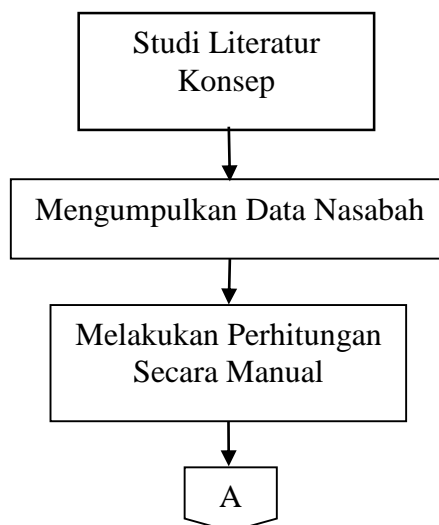 Studi Literatur
Konsep
Mengumpulkan Data Nasabah
Melakukan Perhitungan
Secara Manual
A